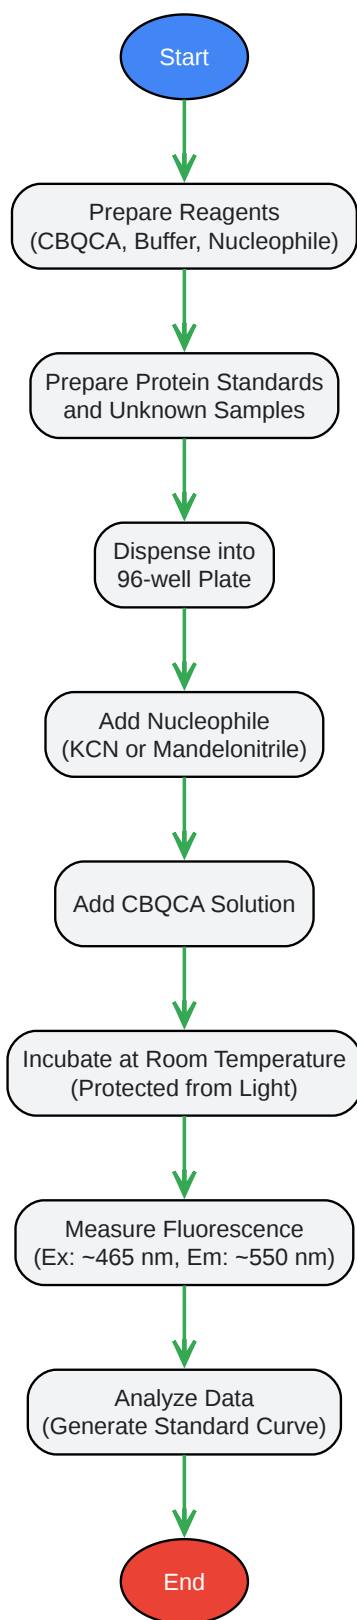 Start
Prepare Reagents
(CBQCA, Buffer, Nucleophile)
Prepare Protein Standards
and Unknown Samples
Dispense into
96-well Plate
Add Nucleophile
(KCN or Mandelonitrile)
Add CBQCA Solution
Incubate at Room Temperature
(Protected from Light)
Measure Fluorescence
(Ex: ~465 nm, Em: ~550 nm)
Analyze Data
(Generate Standard Curve)
End